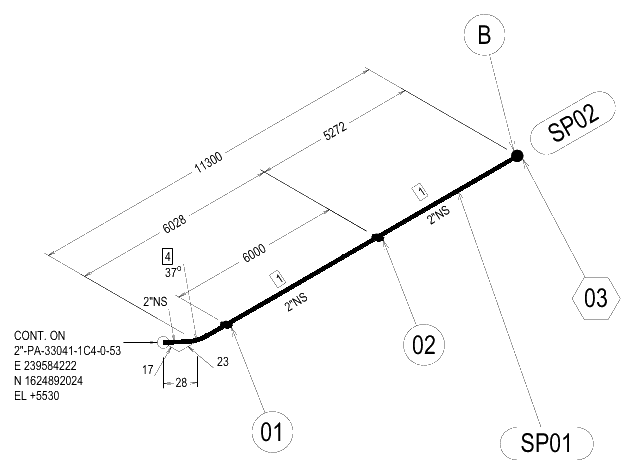 B
SP02
5272
11300
1
6028
2"NS
4
37°
6000
1
2"NS
03
2"NS
CONT. ON
2"-PA-33041-1C4-0-53
E 239584222
N 1624892024
EL +5530
02
17
23
28
01
SP01